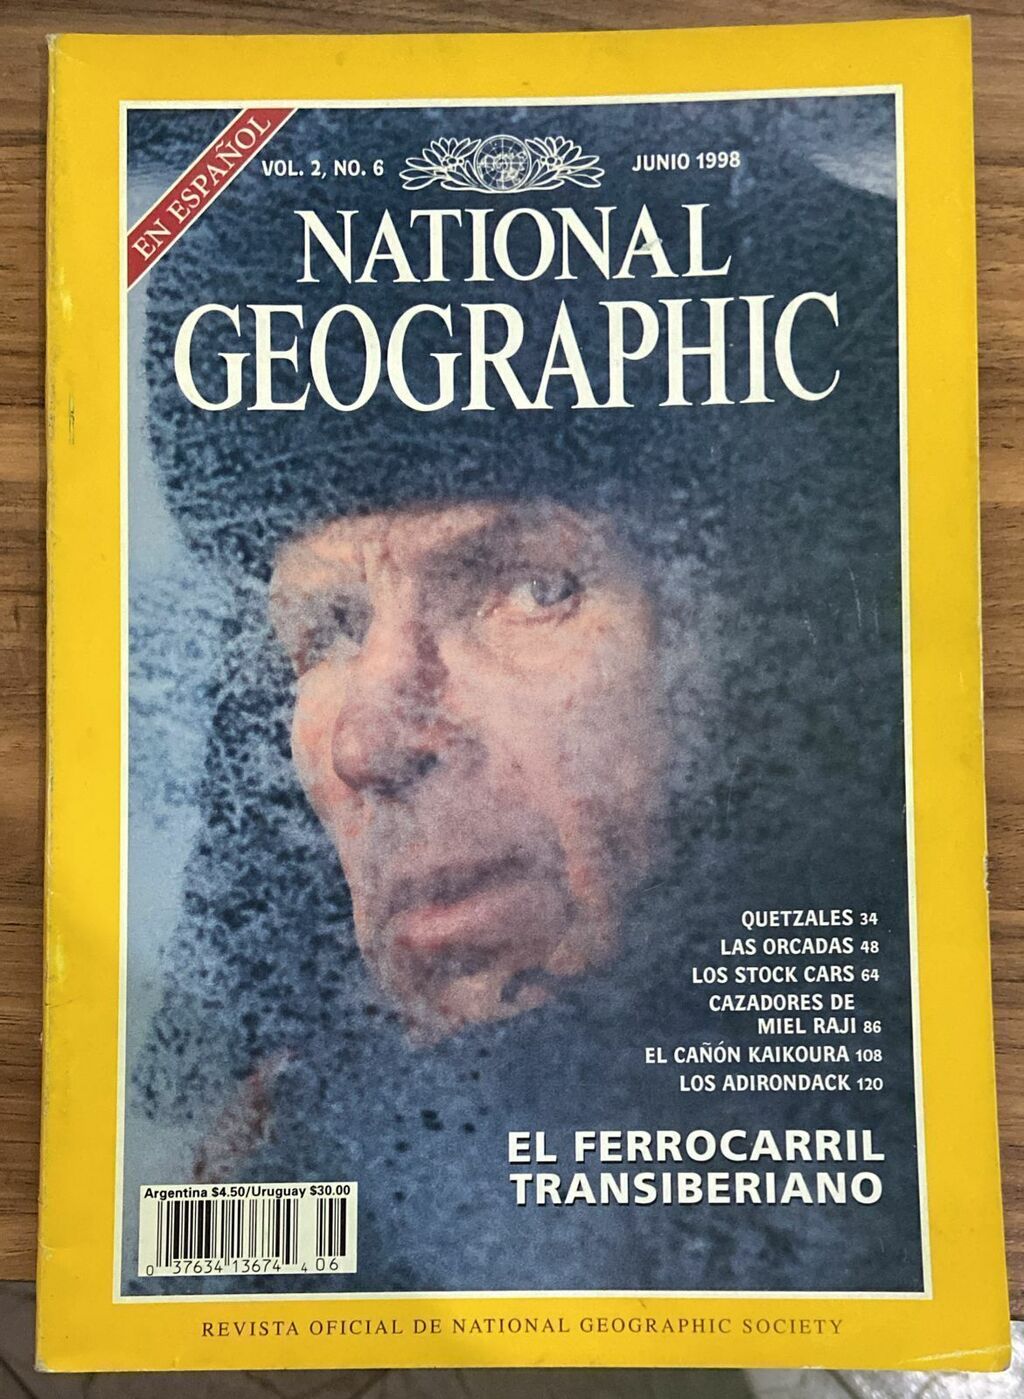 EN ESPAÑOL
VOL. 2, NO. 6
JUNIO 1998
NATIONAL
GEOGRAPHIC
QUETZALES 34
LAS ORCADAS 48
LOS STOCK CARS 64
CAZADORES DE
MIEL RAJI 86
EL CAÑÓN KAIKOURA 108
LOS ADIRONDACK 120
EL FERROCARRIL
TRANSIBERIANO
Argentina $4.50/Uruguay $30.00
0 37634 13674 4 06
REVISTA OFICIAL DE NATIONAL GEOGRAPHIC SOCIETY